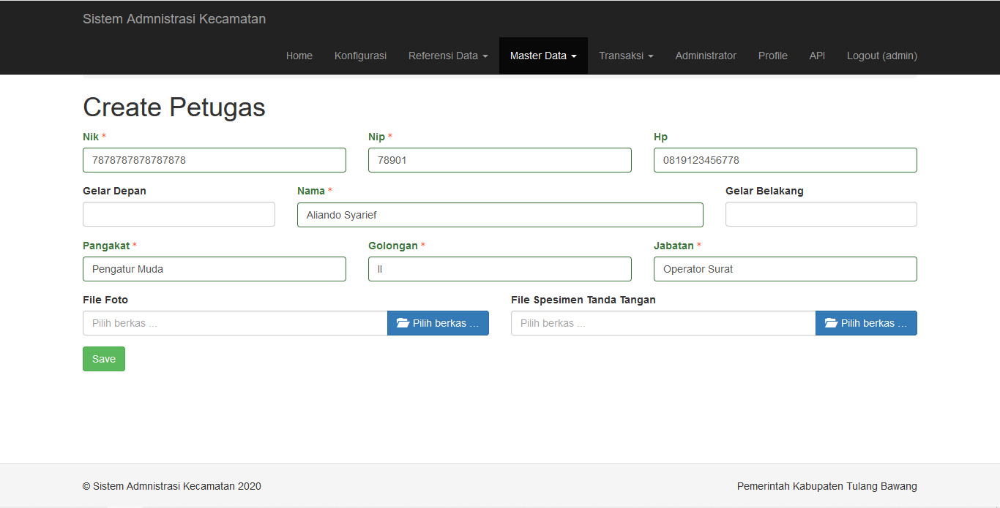 Sistem Admnistrasi Kecamatan
Home Konfigurasi Referensi Data Master Data Transaksi Administrator Profile API Logout (admin)
Create Petugas
Nik * Nip * Hp
7878787878787878 78901 0819123456778
Gelar Depan Nama * Gelar Belakang
Aliando Syarief
Pangakat * Golongan * Jabatan *
Pengatur Muda II Operator Surat
File Foto File Spesimen Tanda Tangan
Pilih berkas ... Pilih berkas ... Pilih berkas ... Pilih berkas ...
Save
© Sistem Admnistrasi Kecamatan 2020 Pemerintah Kabupaten Tulang Bawang